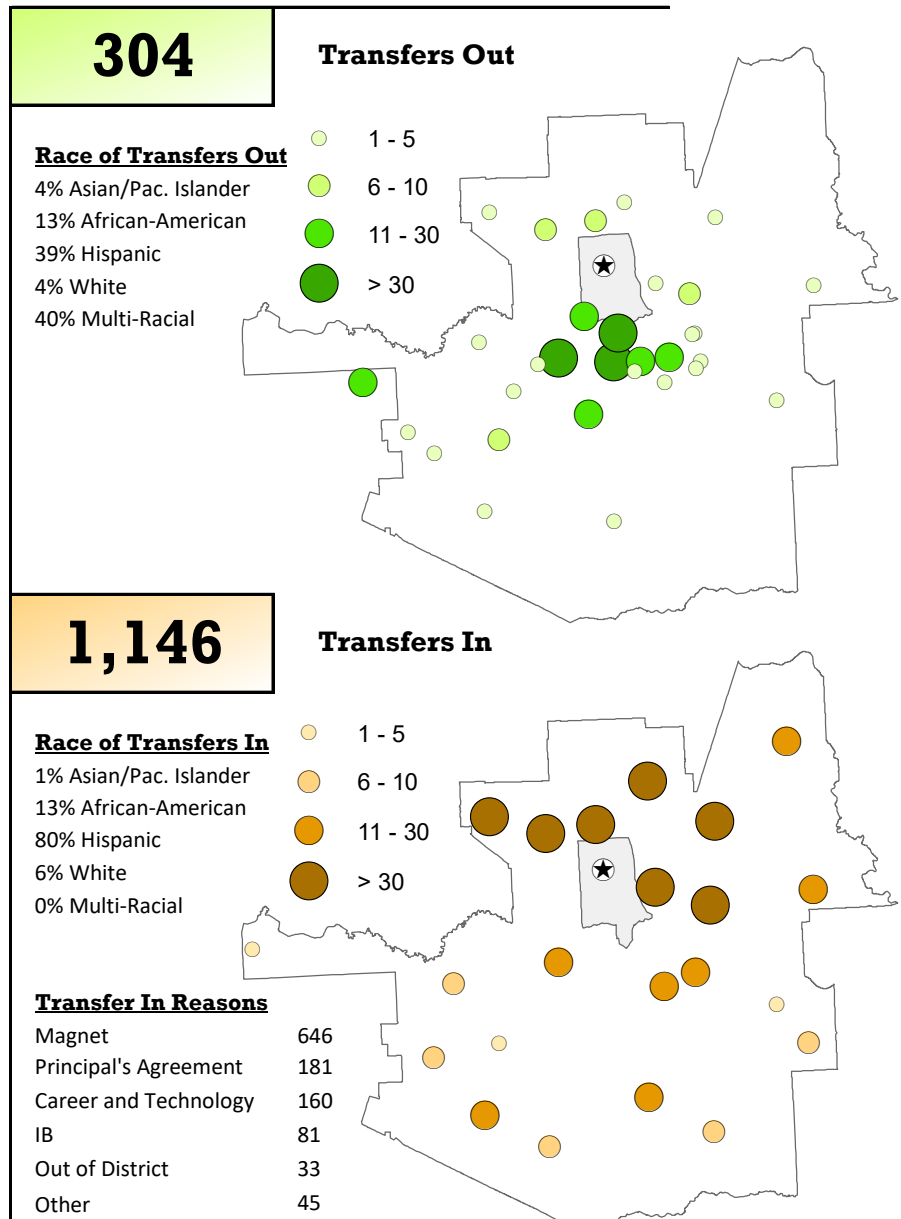 304
Transfers Out
Race of Transfers Out
4% Asian/Pac. Islander
13% African-American
39% Hispanic
4% White
40% Multi-Racial
1 - 5
6 - 10
11 - 30
> 30
1,146
Transfers In
Race of Transfers In
1% Asian/Pac. Islander
13% African-American
80% Hispanic
6% White
0% Multi-Racial
1 - 5
6 - 10
11 - 30
> 30
Transfer In Reasons
Magnet 646
Principal's Agreement 181
Career and Technology 160
IB 81
Out of District 33
Other 45